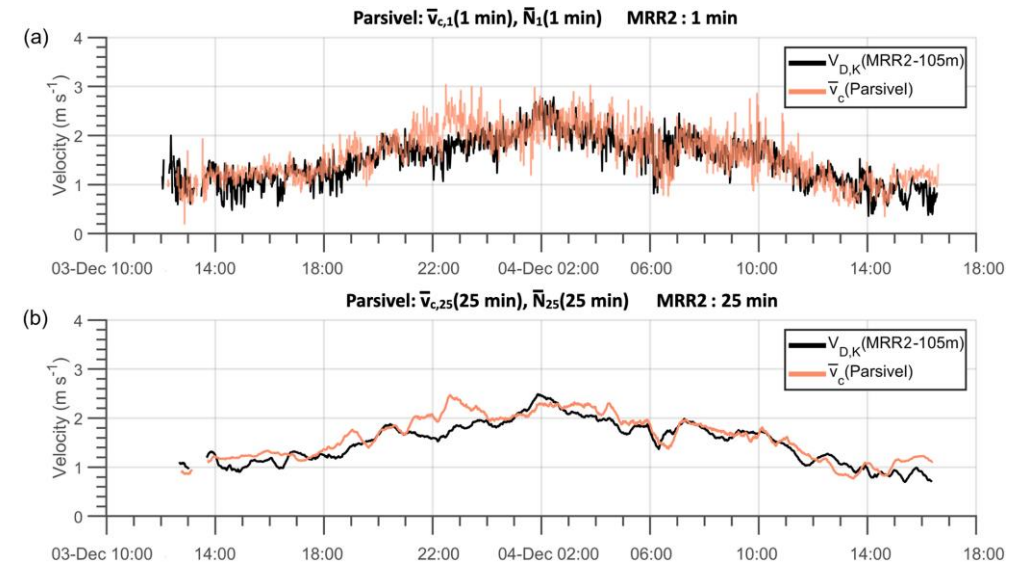 (a)
Parsivel: v̄c,1(1 min), N̄1(1 min) MRR2 : 1 min
4
3
2
1
0
Velocity (m s⁻¹)
VD,K(MRR2-105m)
v̄c(Parsivel)
03-Dec 10:00 14:00 18:00 22:00 04-Dec 02:00 06:00 10:00 14:00 18:00
(b)
Parsivel: v̄c,25(25 min), N̄25(25 min) MRR2 : 25 min
4
3
2
1
0
Velocity (m s⁻¹)
VD,K(MRR2-105m)
v̄c(Parsivel)
03-Dec 10:00 14:00 18:00 22:00 04-Dec 02:00 06:00 10:00 14:00 18:00